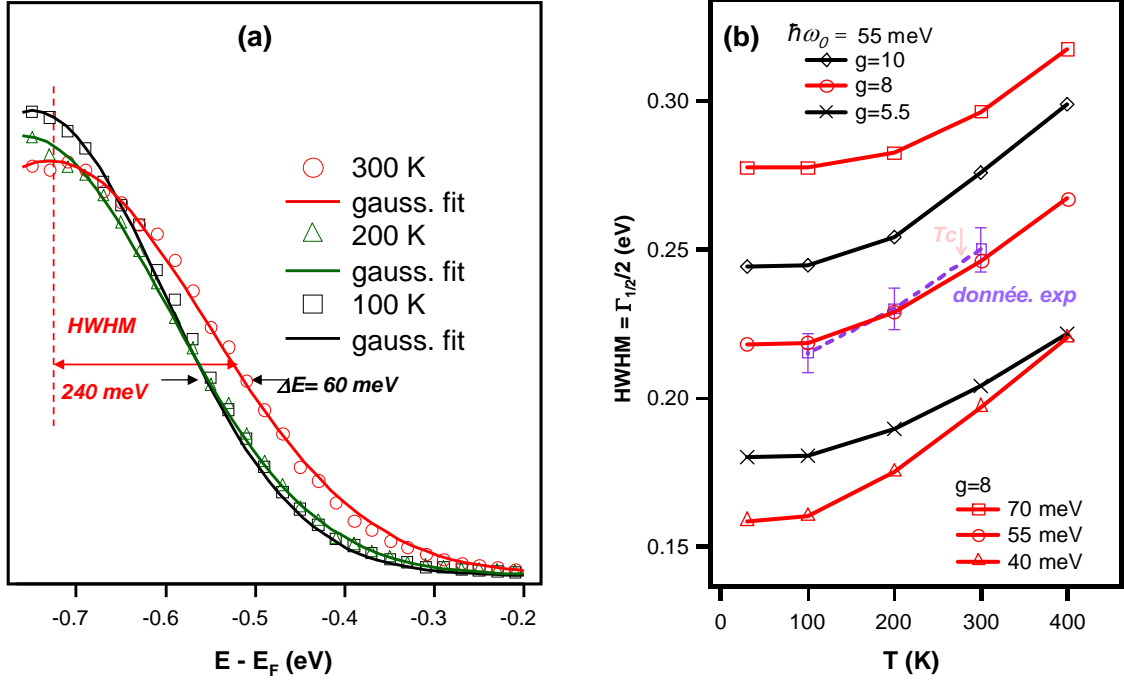 (a)
300 K
gauss. fit
200 K
gauss. fit
100 K
gauss. fit
HWHM
240 meV
ΔE= 60 meV
-0.7 -0.6 -0.5 -0.4 -0.3 -0.2
E - E_F (eV)
(b)
ℏω_0 = 55 meV
g=10
g=8
g=5.5
0.30
0.25
0.20
0.15
HWHM = Γ_1/2/2 (eV)
Tc
donnée. exp
g=8
70 meV
55 meV
40 meV
0 100 200 300 400
T (K)